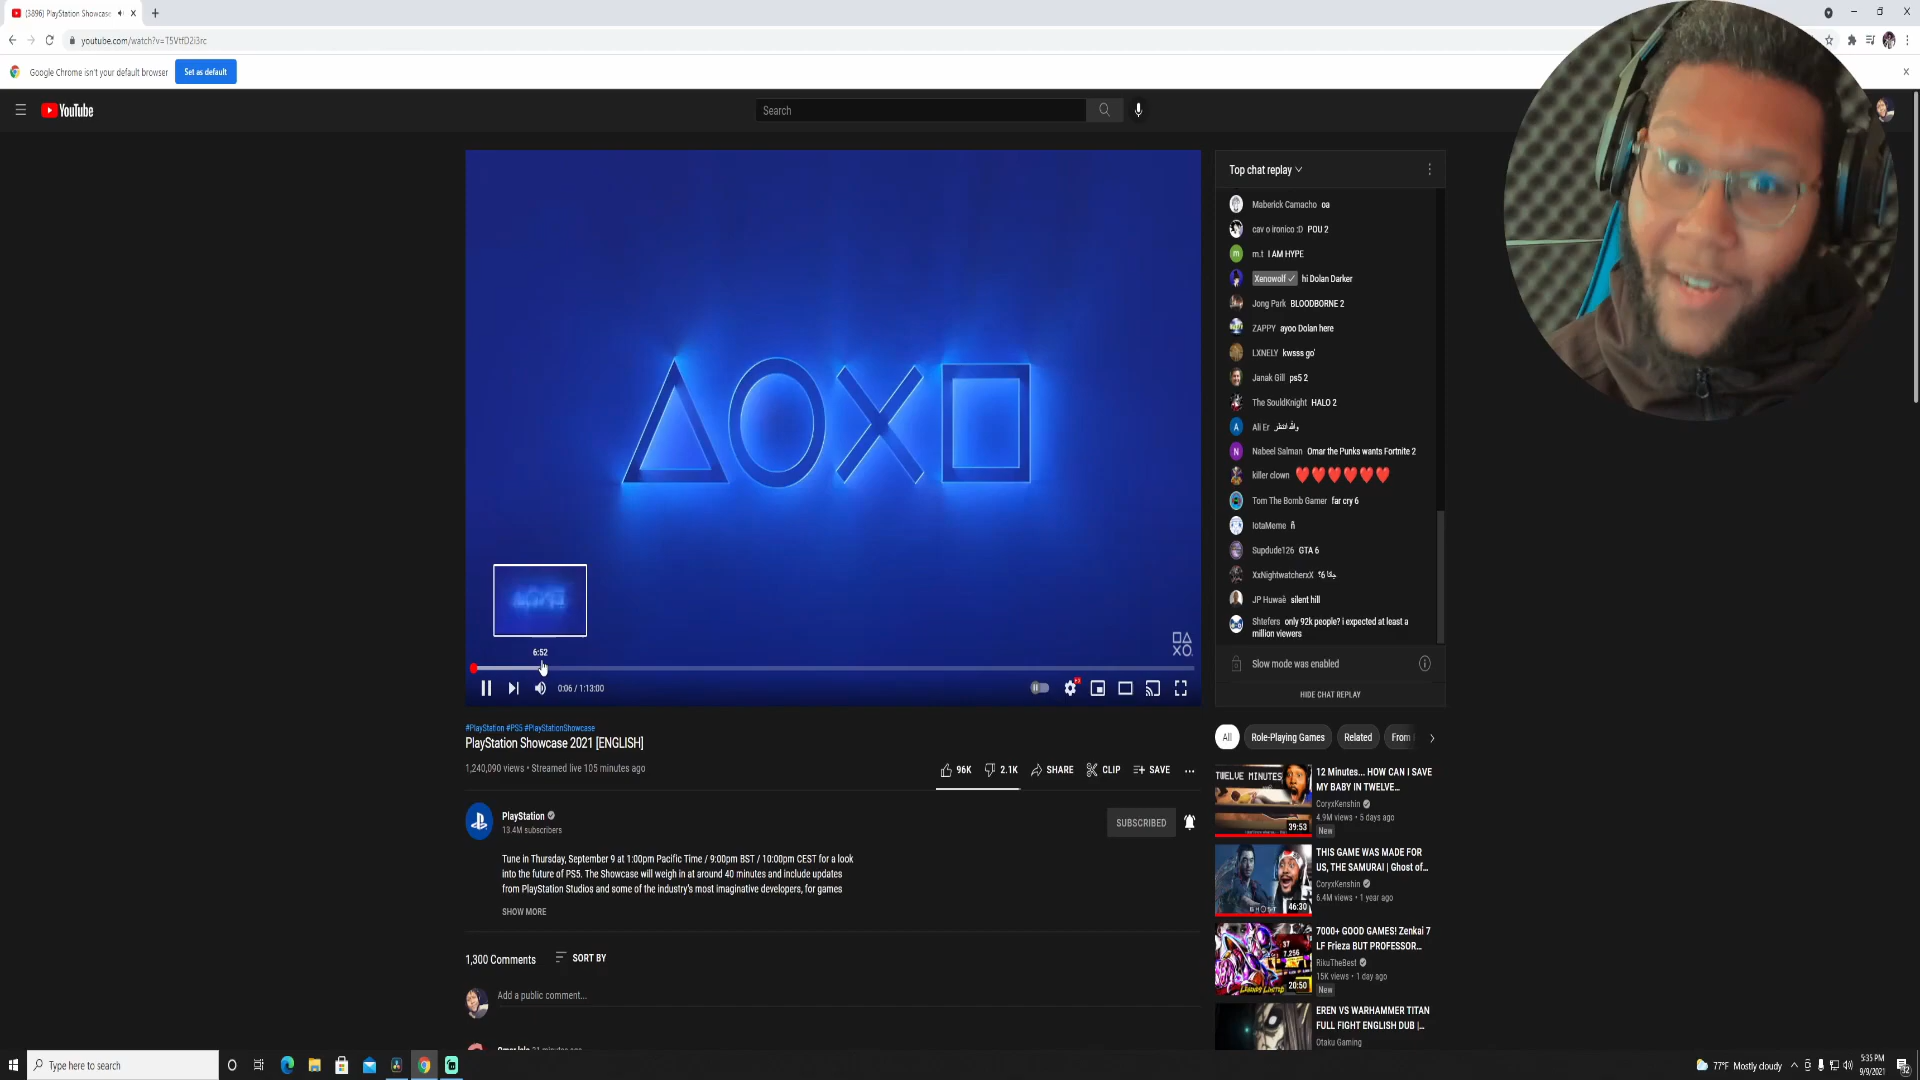 (3896) PlayStation Showcase
youtube.com/watch?v=T5VtfD2i3rc
Google Chrome isn't your default browser
Set as default
YouTube
Search
Top chat replay
Maberick Camacho oa
cav o ironico :D POU 2
m.t I AM HYPE
Xenowolf hi Dolan Darker
Jong Park BLOODBORNE 2
ZAPPY ayoo Dolan here
LXNELY kwsss go'
Janak Gill ps5 2
The SouldKnight HALO 2
Ali Er والله انتظر
Nabeel Salman Omar the Punks wants Fortnite 2
killer clown
Tom The Bomb Gamer far cry 6
IotaMeme ñ
Supdude126 GTA 6
XxNightwatcherxX
JP Huwaé silent hill
Shtefers only 92k people? i expected at least a
million viewers
Slow mode was enabled
HIDE CHAT REPLAY
6:52
0:06 / 1:13:00
#PlayStation #PS5 #PlayStationShowcase
PlayStation Showcase 2021 [ENGLISH]
1,240,090 views • Streamed live 105 minutes ago
96K 2.1K SHARE CLIP SAVE
PlayStation
13.4M subscribers
SUBSCRIBED
Tune in Thursday, September 9 at 1:00pm Pacific Time / 9:00pm BST / 10:00pm CEST for a look
into the future of PS5. The Showcase will weigh in at around 40 minutes and include updates
from PlayStation Studios and some of the industry's most imaginative developers, for games
SHOW MORE
1,300 Comments SORT BY
Add a public comment...
All Role-Playing Games Related From
TWELVE MINUTES
39:53
12 Minutes... HOW CAN I SAVE
MY BABY IN TWELVE...
CoryxKenshin
4.9M views • 5 days ago
New
GHOST
46:30
THIS GAME WAS MADE FOR
US, THE SAMURAI | Ghost of...
CoryxKenshin
6.4M views • 1 year ago
20:50
7000+ GOOD GAMES! Zenkai 7
LF Frieza BUT PROFESSOR...
RikuTheBest
15K views • 1 day ago
New
EREN VS WARHAMMER TITAN
FULL FIGHT ENGLISH DUB |...
Otaku Gaming
Type here to search
77°F Mostly cloudy
5:35 PM
9/9/2021